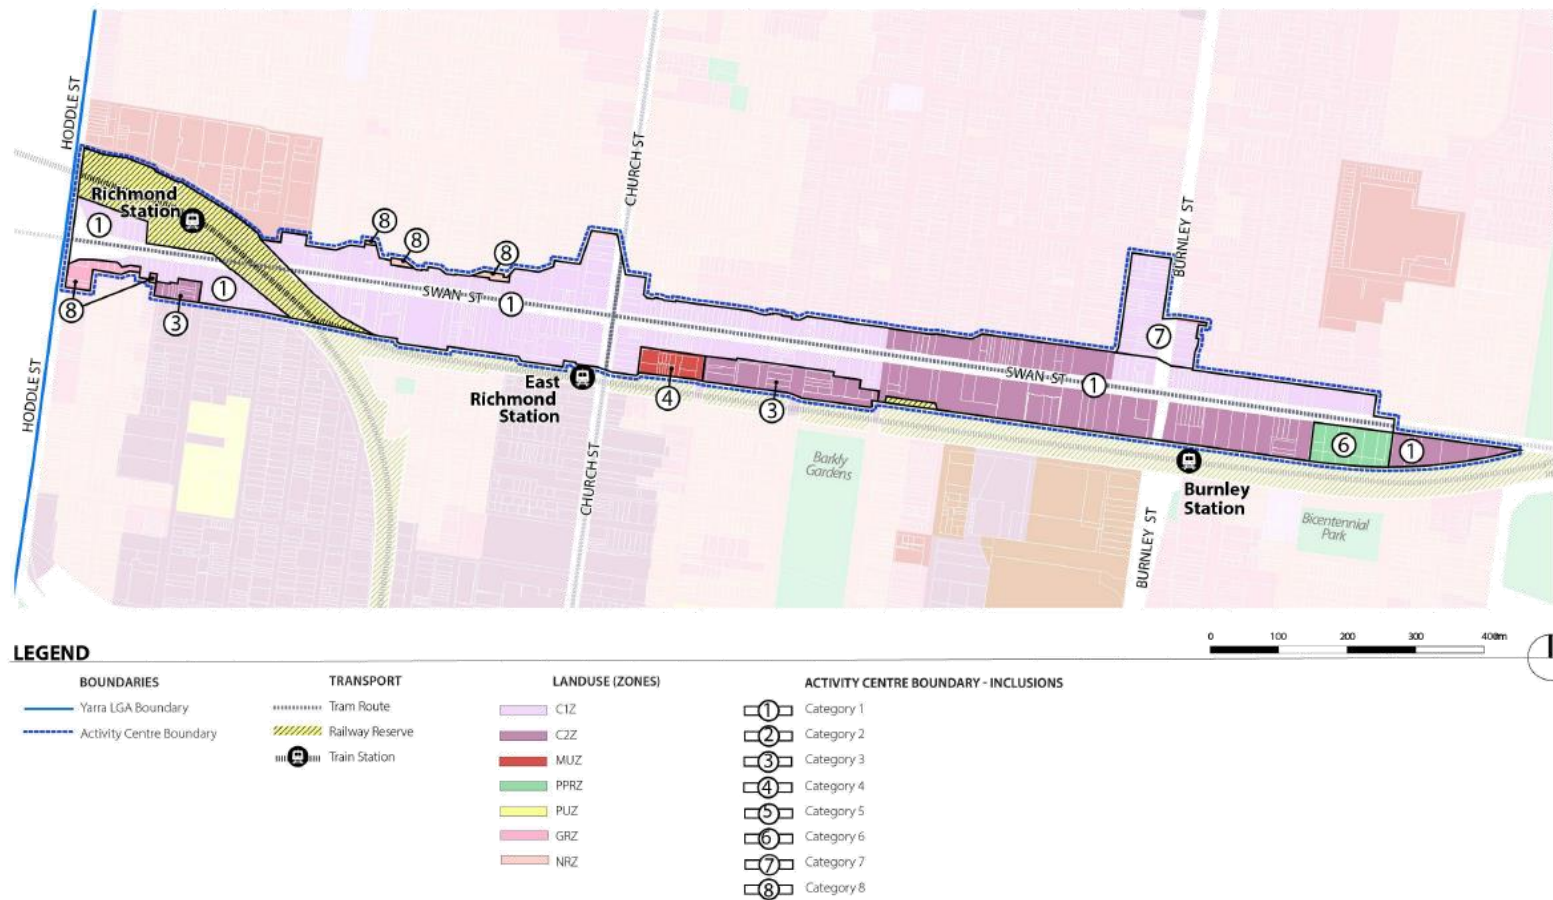 HODDLE ST
CHURCH ST
BURNLEY ST
Richmond
Station
1
8
8
8
SWAN ST
1
1
8
3
7
SWAN ST
1
HODDLE ST
East
Richmond
Station
4
3
6
1
CHURCH ST
Barkly
Gardens
Burnley
Station
BURNLEY ST
Bicentennial
Park
0 100 200 300 400m
LEGEND
BOUNDARIES
Yarra LGA Boundary
Activity Centre Boundary
TRANSPORT
Tram Route
Railway Reserve
Train Station
LANDUSE (ZONES)
C1Z
C2Z
MUZ
PPRZ
PUZ
GRZ
NRZ
ACTIVITY CENTRE BOUNDARY - INCLUSIONS
1 Category 1
2 Category 2
3 Category 3
4 Category 4
5 Category 5
6 Category 6
7 Category 7
8 Category 8